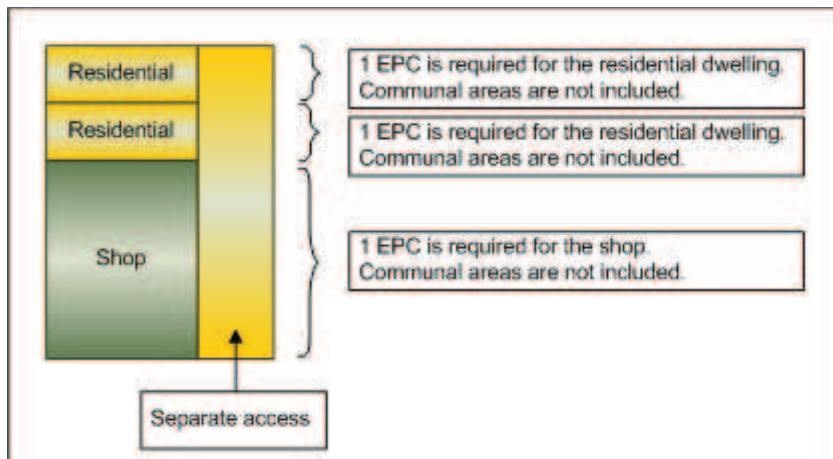 Residential
1 EPC is required for the residential dwelling.
Communal areas are not included.
Residential
1 EPC is required for the residential dwelling.
Communal areas are not included.
Shop
1 EPC is required for the shop.
Communal areas are not included.
Separate access